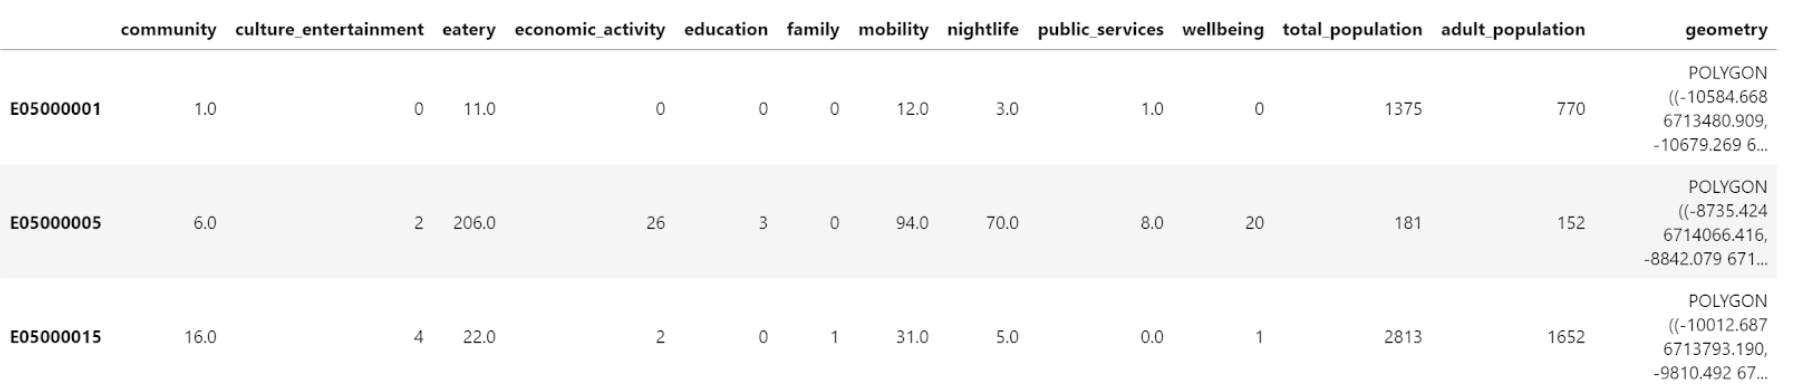 community culture_entertainment eatery economic_activity education family mobility nightlife public_services wellbeing total_population adult_population geometry
POLYGON
((-10584.668
E05000001 1.0 0 11.0 0 0 0 12.0 3.0 1.0 0 1375 770
6713480.909,
-10679.269 6...
POLYGON
((-8735.424
E05000005 6.0 2 206.0 26 3 0 94.0 70.0 8.0 20 181 152
6714066.416,
-8842.079 671...
POLYGON
((-10012.687
E05000015 16.0 4 22.0 2 0 1 31.0 5.0 0.0 1 2813 1652
6713793.190,
-9810.492 67...